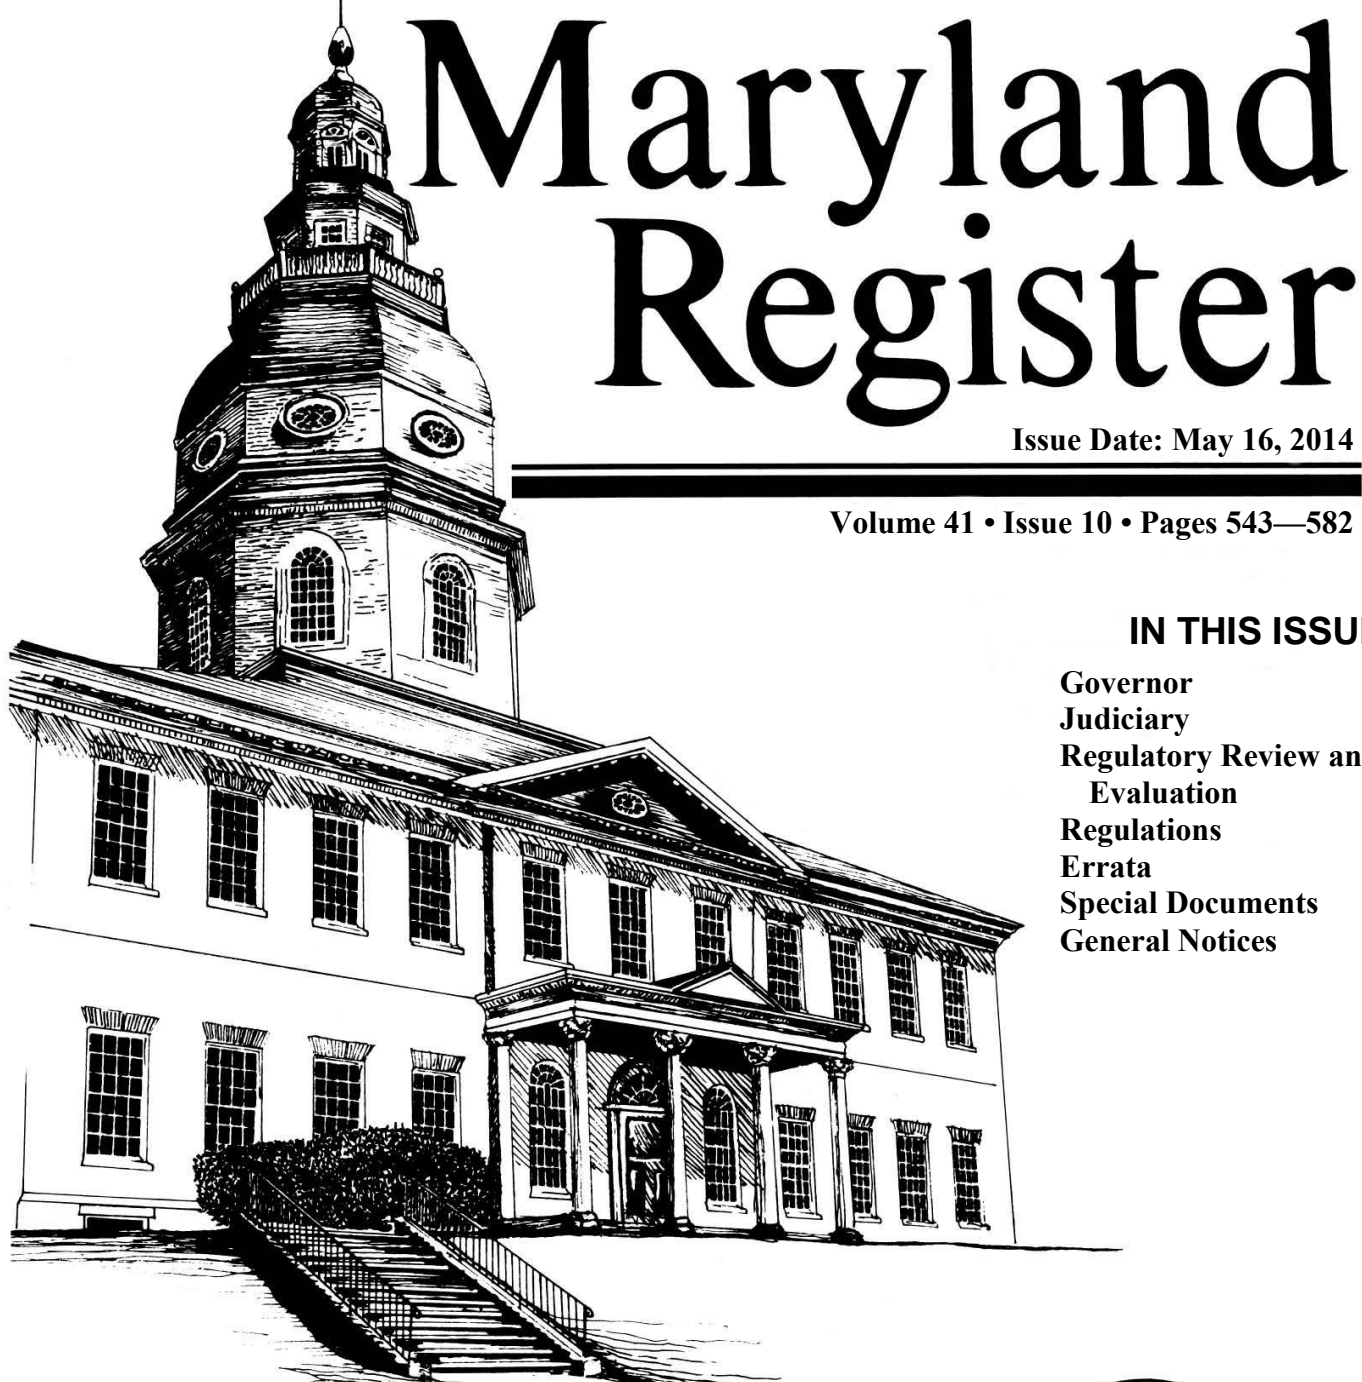 Maryland
Register
Issue Date: May 16, 2014
Volume 41 • Issue 10 • Pages 543—582
IN THIS ISSU
Governor
Judiciary
Regulatory Review an
Evaluation
Regulations
Errata
Special Documents
General Notices